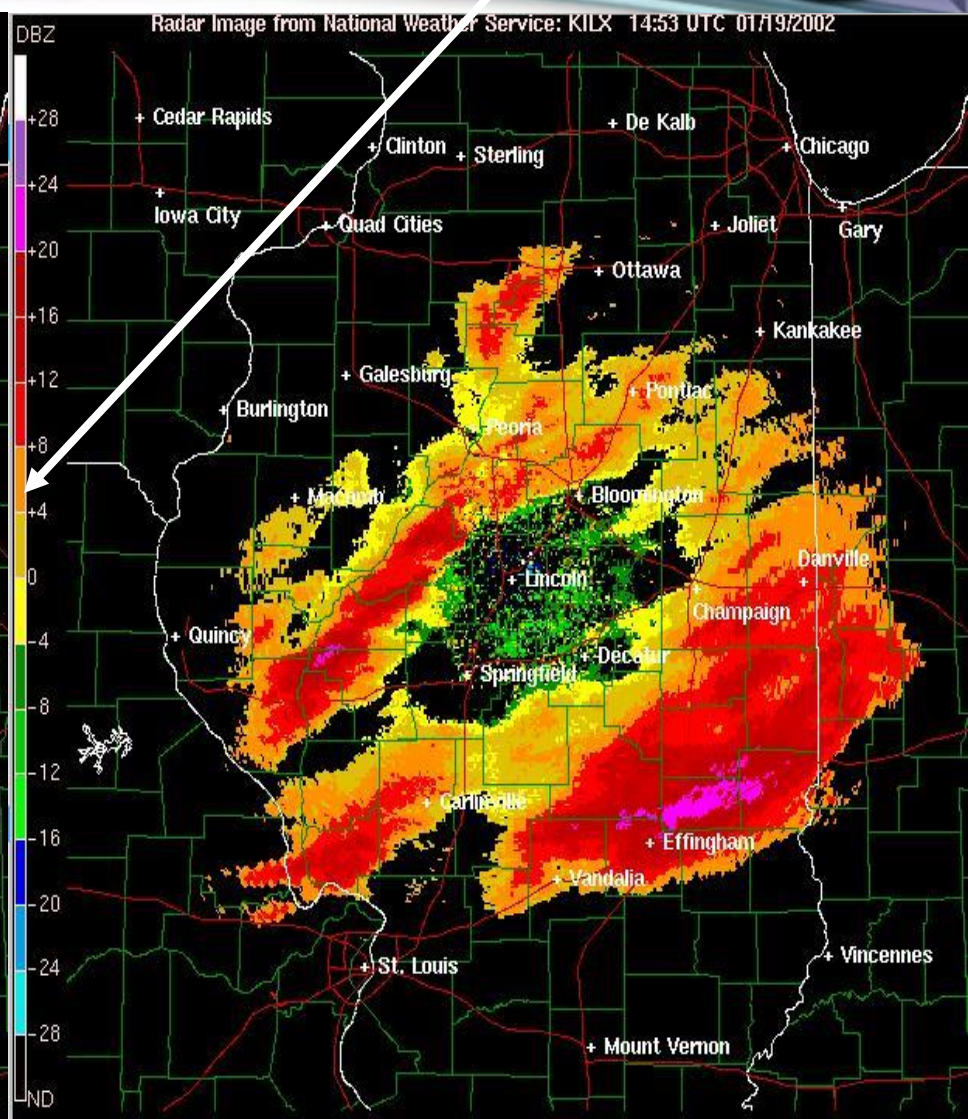 Radar Image from National Weather Service: KILX 14:53 UTC 01/19/2002
DBZ
+28
+24
+20
+16
+12
+8
+4
0
-4
-8
-12
-16
-20
-24
-28
ND
Cedar Rapids
De Kalb
Clinton
Sterling
Chicago
Iowa City
Quad Cities
Joliet
Gary
Ottawa
Kankakee
Galesburg
Pontiac
Burlington
Peoria
Macomb
Bloomington
Lincoln
Danville
Champaign
Quincy
Decatur
Springfield
Carlinville
Effingham
Vandalia
St. Louis
Vincennes
Mount Vernon